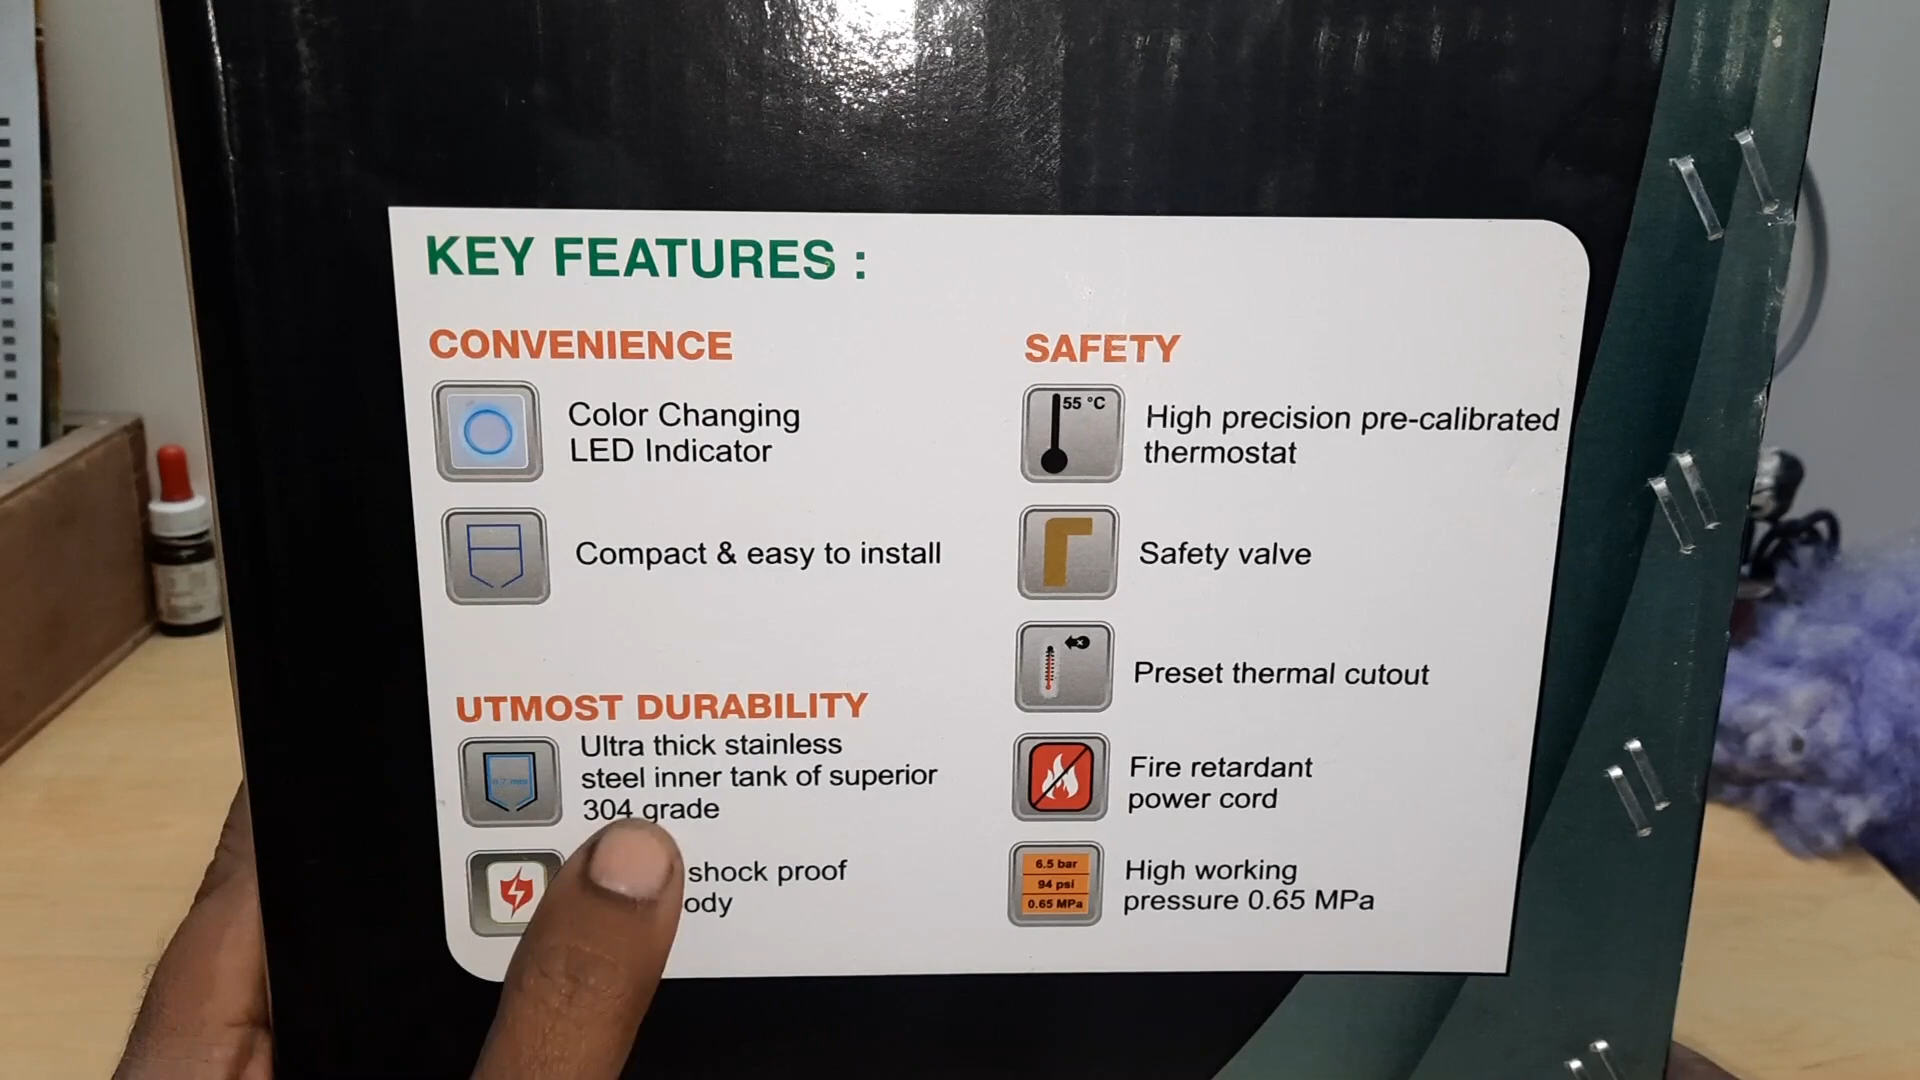 KEY FEATURES :
CONVENIENCE
Color Changing
LED Indicator
Compact & easy to install
UTMOST DURABILITY
Ultra thick stainless
steel inner tank of superior
304 grade
shock proof
SAFETY
55 °C
High precision pre-calibrated
thermostat
Safety valve
Preset thermal cutout
Fire retardant
power cord
6.5 bar
94 psi
0.65 MPa
High working
pressure 0.65 MPa